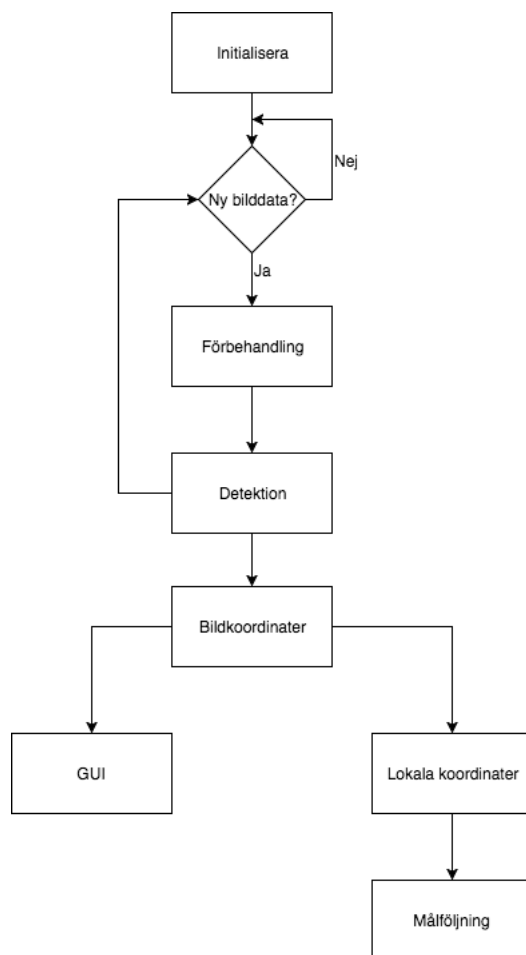 Initialisera
Nej
Ny bilddata?
Ja
Förbehandling
Detektion
Bildkoordinater
GUI
Lokala koordinater
Målföljning